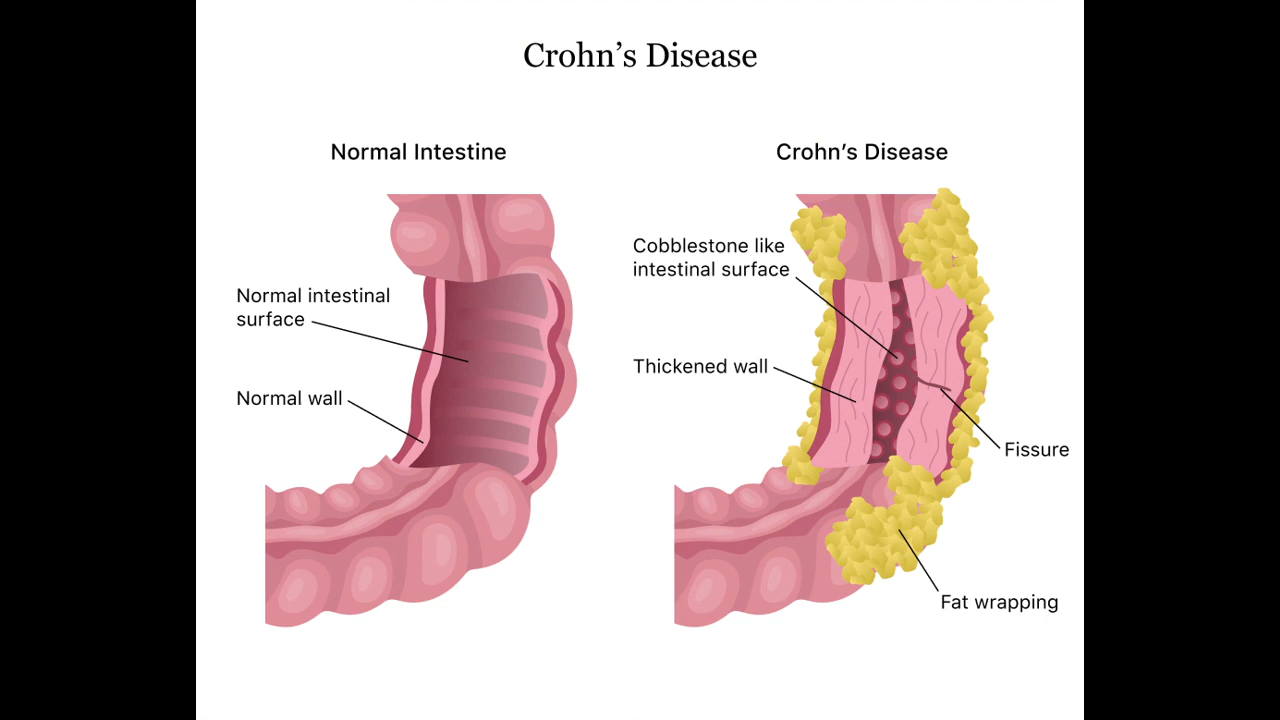 Crohn’s Disease
Normal Intestine
Normal intestinal
surface
Normal wall
Crohn’s Disease
Cobblestone like
intestinal surface
Thickened wall
Fissure
Fat wrapping